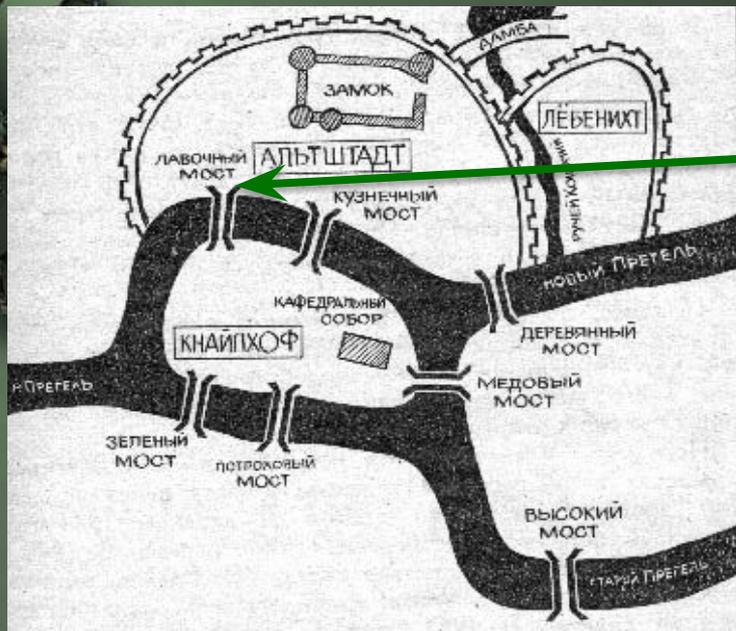 ДАМБА
ЗАМОК
ЛЁБЕНИХТ
ЛАВОЧНЫЙ
МОСТ
АЛЬТШТАДТ
КУЗНЕЧНЫЙ
МОСТ
РУЧЕЙ
НОВЫЙ ПРЕГЕЛЬ
КАФЕДРАЛЬНЫЙ
СОБОР
ДЕРЕВЯННЫЙ
МОСТ
КНАЙПХОФ
ПРЕГЕЛЬ
МЕДОВЫЙ
МОСТ
ЗЕЛЕНЫЙ
МОСТ
ПОТРОХОВЫЙ
МОСТ
ВЫСОКИЙ
МОСТ
СТАРЫЙ ПРЕГЕЛЬ